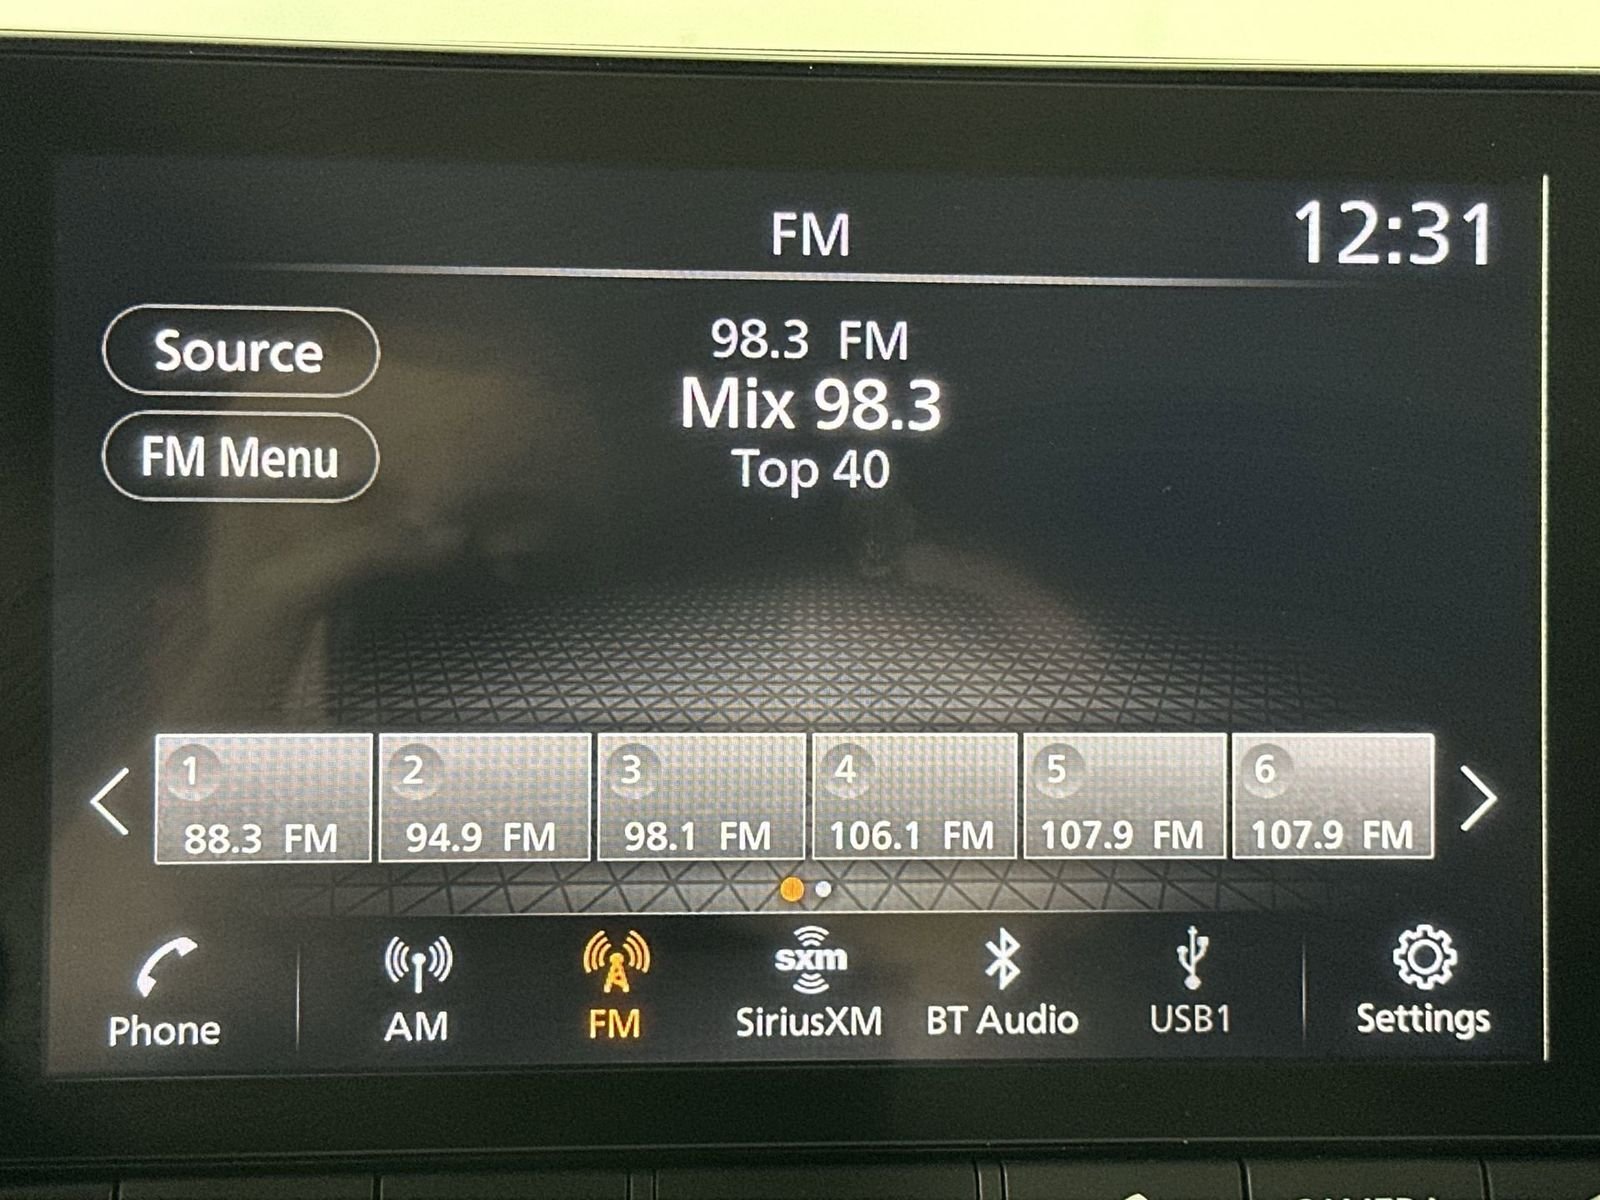 FM
12:31
Source
98.3 FM
Mix 98.3
FM Menu
Top 40
1
2
3
4
5
6
88.3 FM
94.9 FM
98.1 FM
106.1 FM
107.9 FM
107.9 FM
sxm
Phone
AM
FM
SiriusXM
BT Audio
USB1
Settings